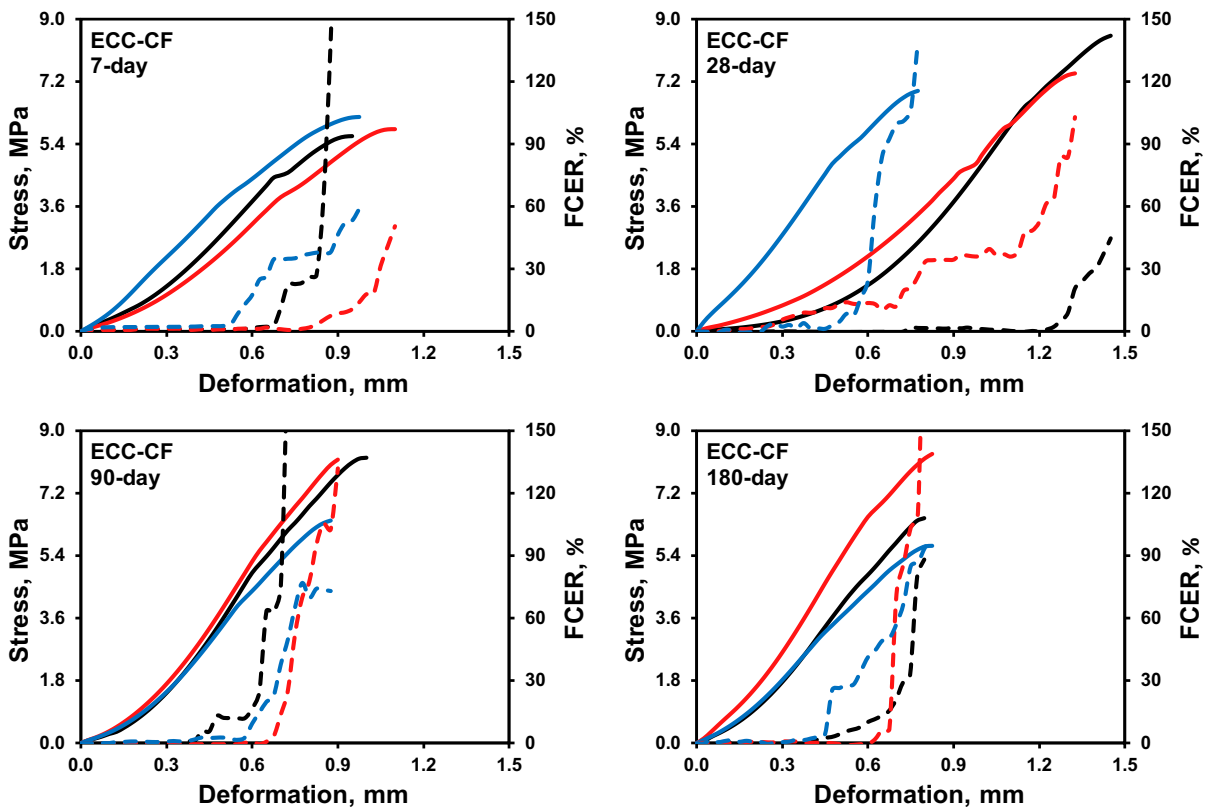 ECC-CF
7-day
Stress, MPa
9.0
7.2
5.4
3.6
1.8
0.0
FCER, %
150
120
90
60
30
0
0.0 0.3 0.6 0.9 1.2 1.5
Deformation, mm
ECC-CF
28-day
Stress, MPa
9.0
7.2
5.4
3.6
1.8
0.0
FCER, %
150
120
90
60
30
0
0.0 0.3 0.6 0.9 1.2 1.5
Deformation, mm
ECC-CF
90-day
Stress, MPa
9.0
7.2
5.4
3.6
1.8
0.0
FCER, %
150
120
90
60
30
0
0.0 0.3 0.6 0.9 1.2 1.5
Deformation, mm
ECC-CF
180-day
Stress, MPa
9.0
7.2
5.4
3.6
1.8
0.0
FCER, %
150
120
90
60
30
0
0.0 0.3 0.6 0.9 1.2 1.5
Deformation, mm